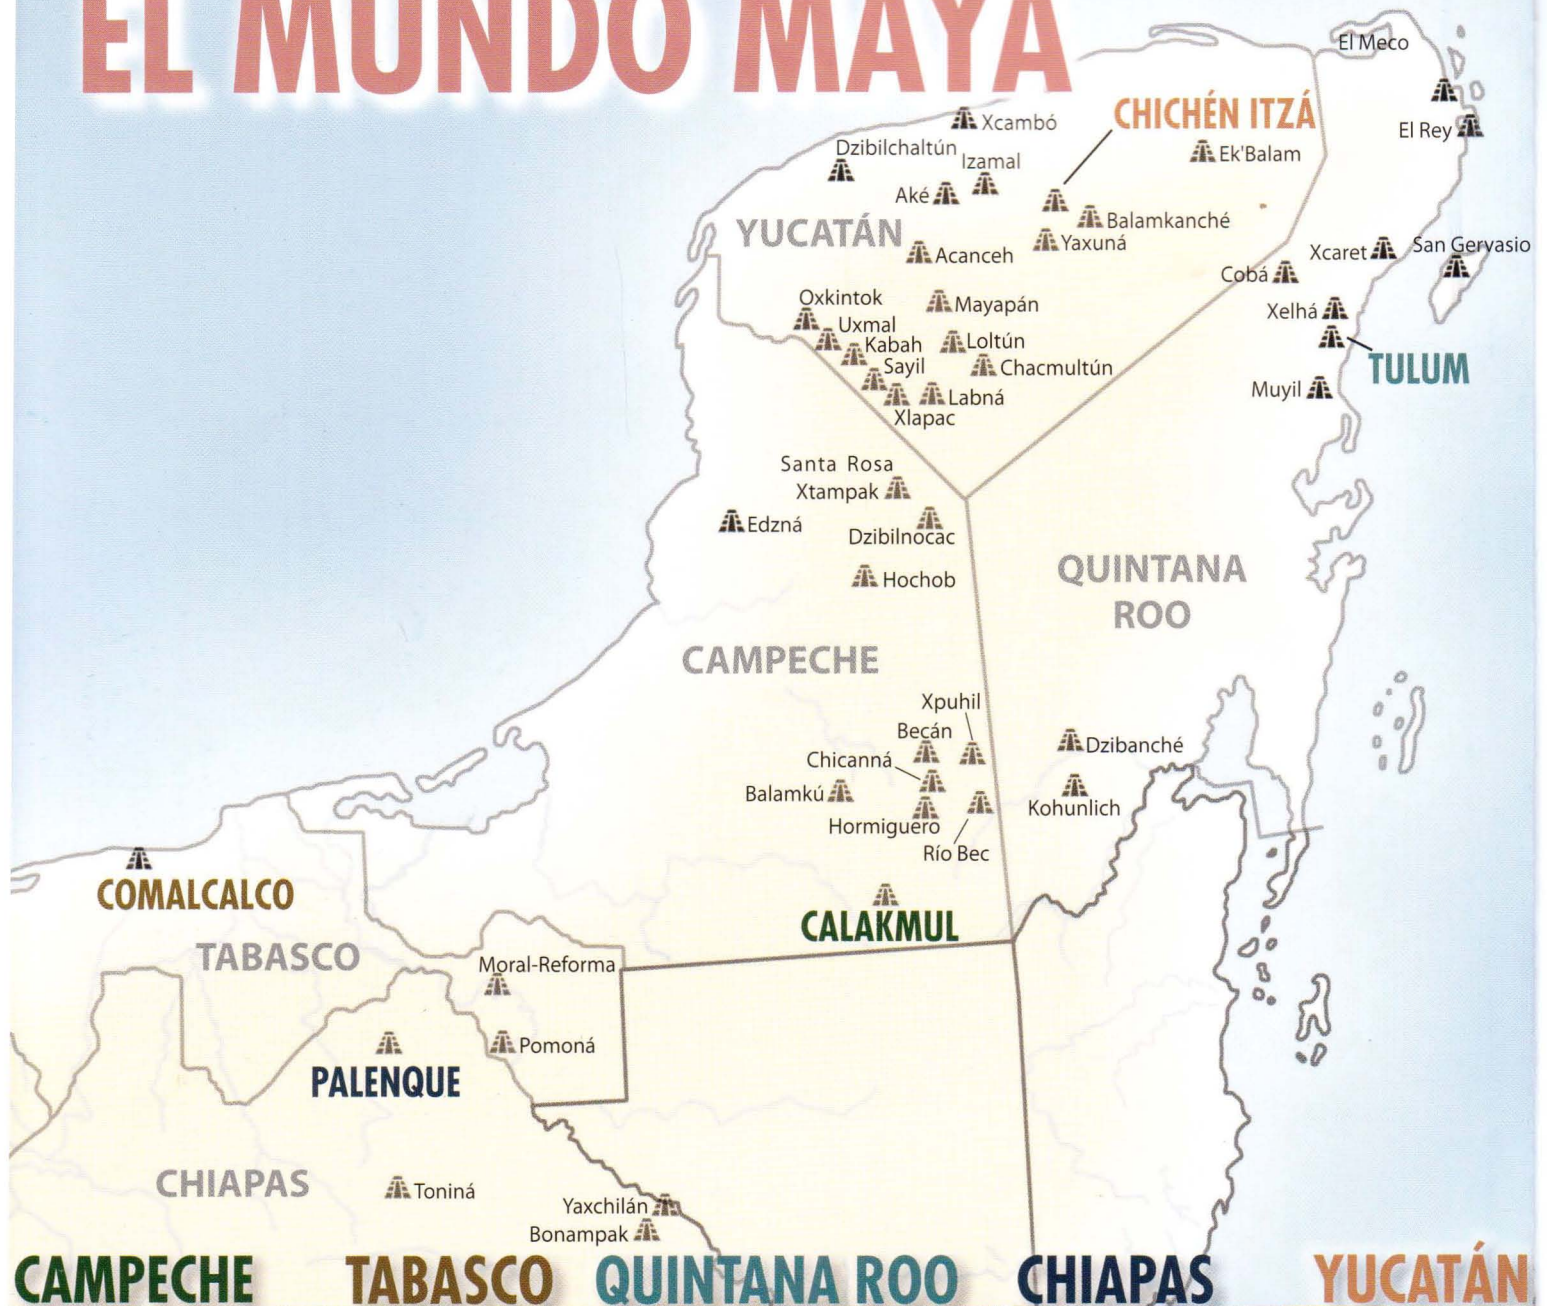 EL MUNDO MAYA
El Meco
CHICHÉN ITZÁ
Xcambó
El Rey
Dzibilchaltún
Izamal
Ek'Balam
Aké
YUCATÁN
Balamkanché
Yaxuná
Acanceh
Xcaret
San Gervasio
Cobá
Oxkintok
Mayapán
Xelhá
Uxmal
Kabah
Loltún
Sayil
Chacmultún
TULUM
Labná
Muyil
Xlapac
Santa Rosa
Xtampak
Edzná
Dzibilnocac
Hochob
QUINTANA
ROO
CAMPECHE
Xpuhil
Becán
Chicanná
Dzibanché
Balamkú
Kohunlich
Hormiguero
Río Bec
COMALCALCO
CALAKMUL
TABASCO
Moral-Reforma
Pomoná
PALENQUE
CHIAPAS
Toniná
Yaxchilán
Bonampak
CAMPECHE TABASCO QUINTANA ROO CHIAPAS YUCATÁN